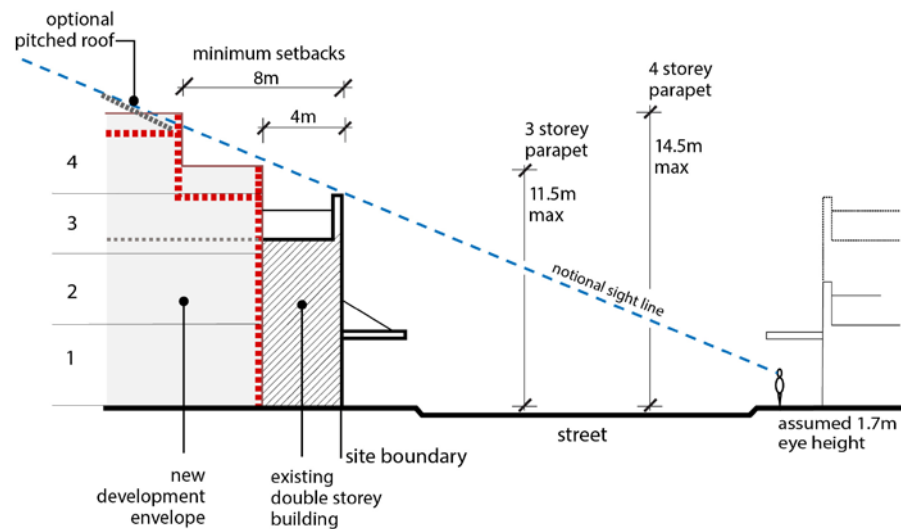 optional
pitched roof
minimum setbacks
8m
4m
3 storey
parapet
11.5m
max
4 storey
parapet
14.5m
max
4
3
2
1
notional sight line
street
assumed 1.7m
eye height
site boundary
new
development
envelope
existing
double storey
building